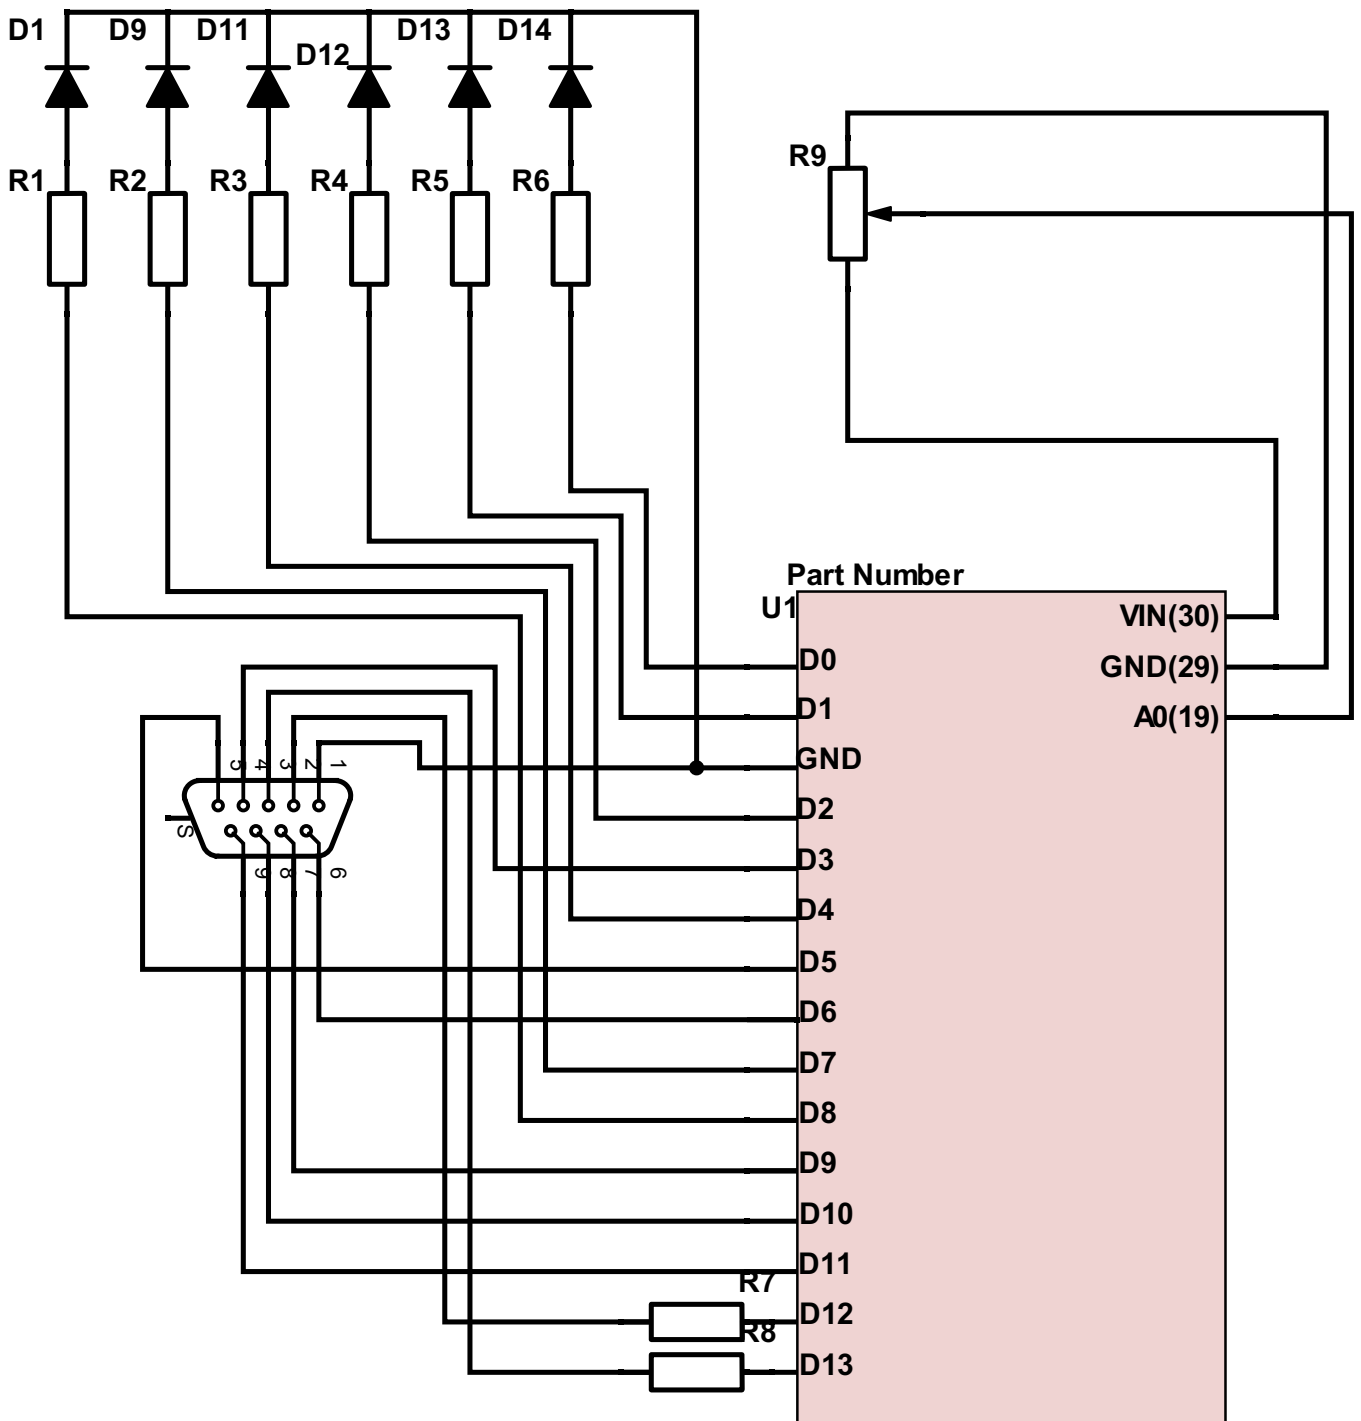 D1 D9 D11 D12 D13 D14
R1 R2 R3 R4 R5 R6
R9
Part Number
U1
VIN(30)
D0
GND(29)
D1
A0(19)
GND
5 4 3 2 1
D2
S
D3
9 8 7 6
D4
D5
D6
D7
D8
D9
D10
D11
R7
D12
R8
D13